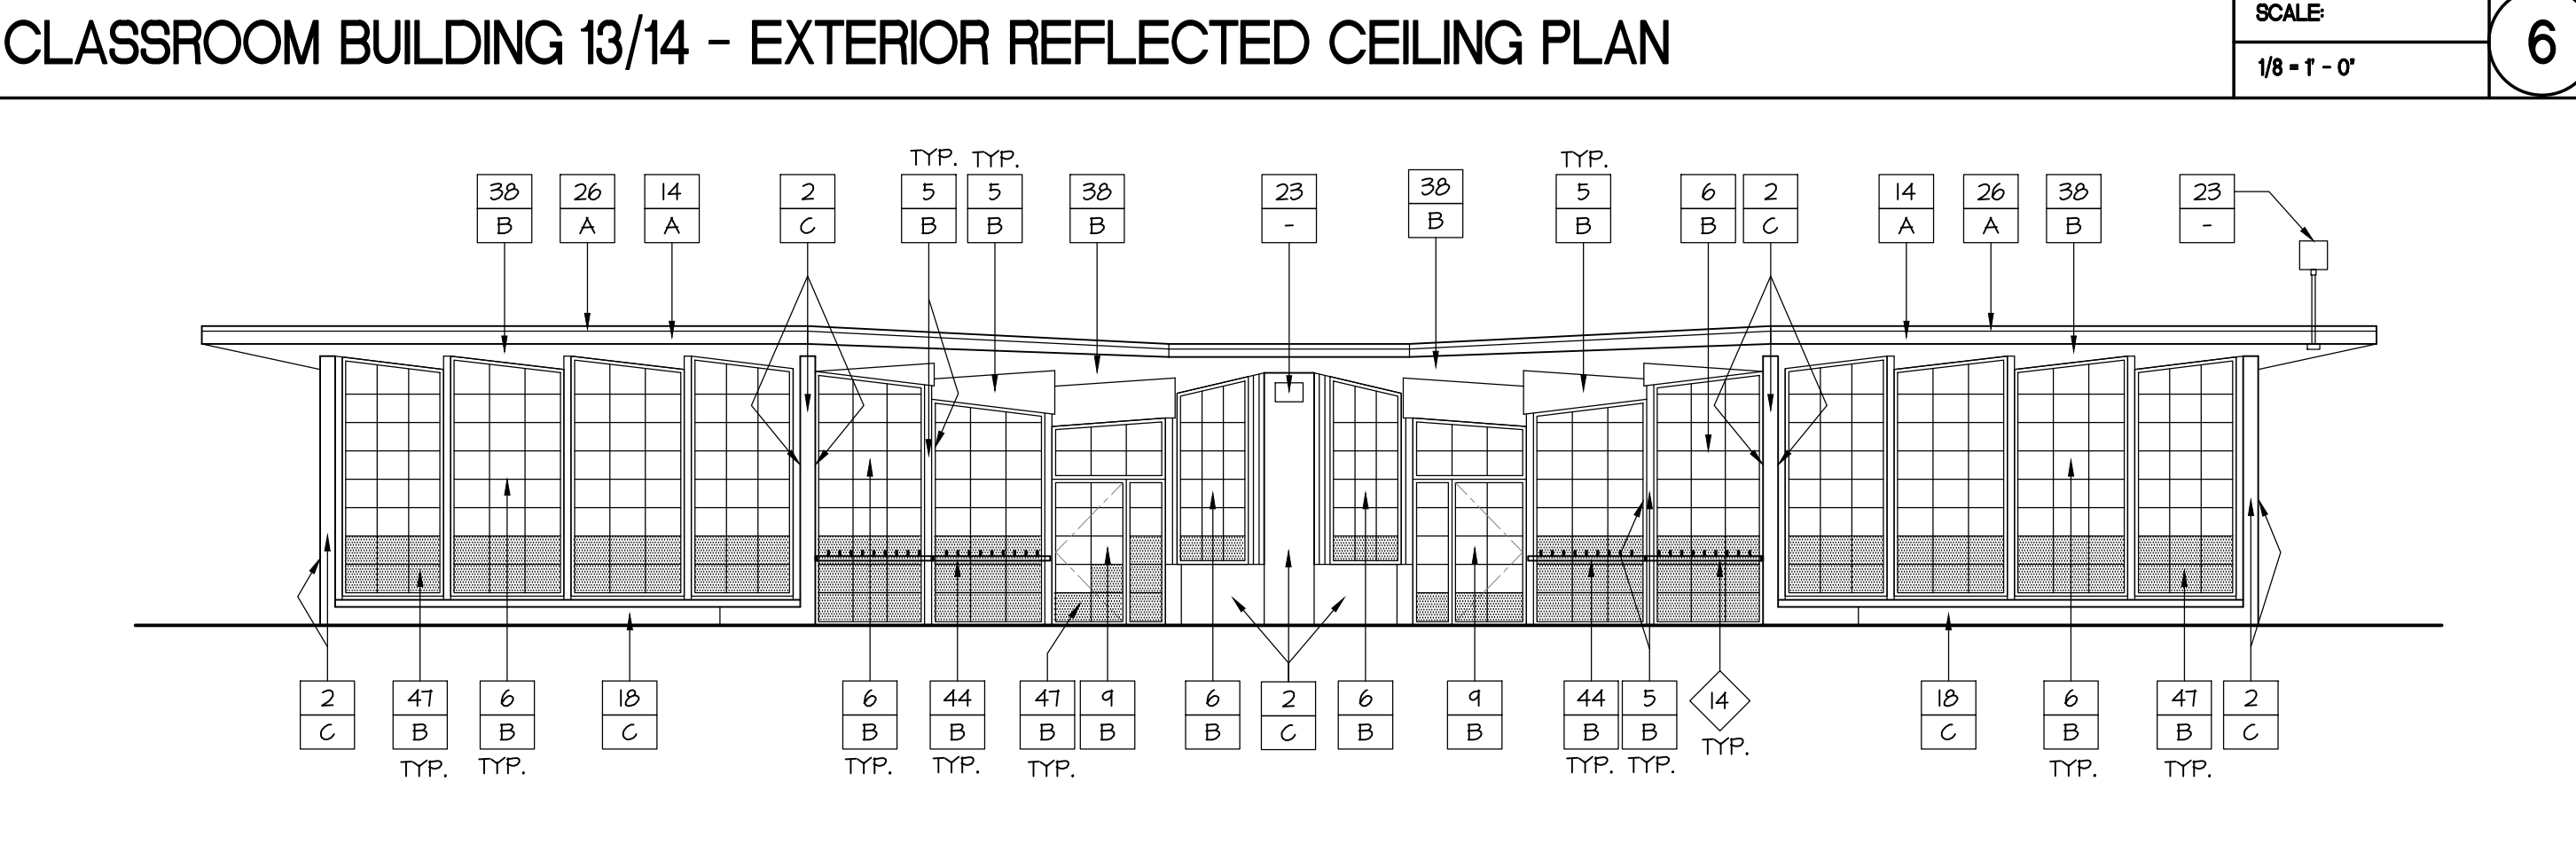 CLASSROOM BUILDING 13/14 - EXTERIOR REFLECTED CEILING PLAN
SCALE:
1/8 = 1' - 0"
6
TYP. TYP. TYP.
38 26 14 2 5 5 38 23 38 5 6 2 14 26 38 23
B A A C B B B - B B B C A A B -
2 47 6 18 6 44 47 9 6 2 6 9 44 5 14 18 6 47 2
C B B C B B B B B C B B B B C B B C
TYP. TYP. TYP. TYP. TYP. TYP. TYP. TYP. TYP. TYP.